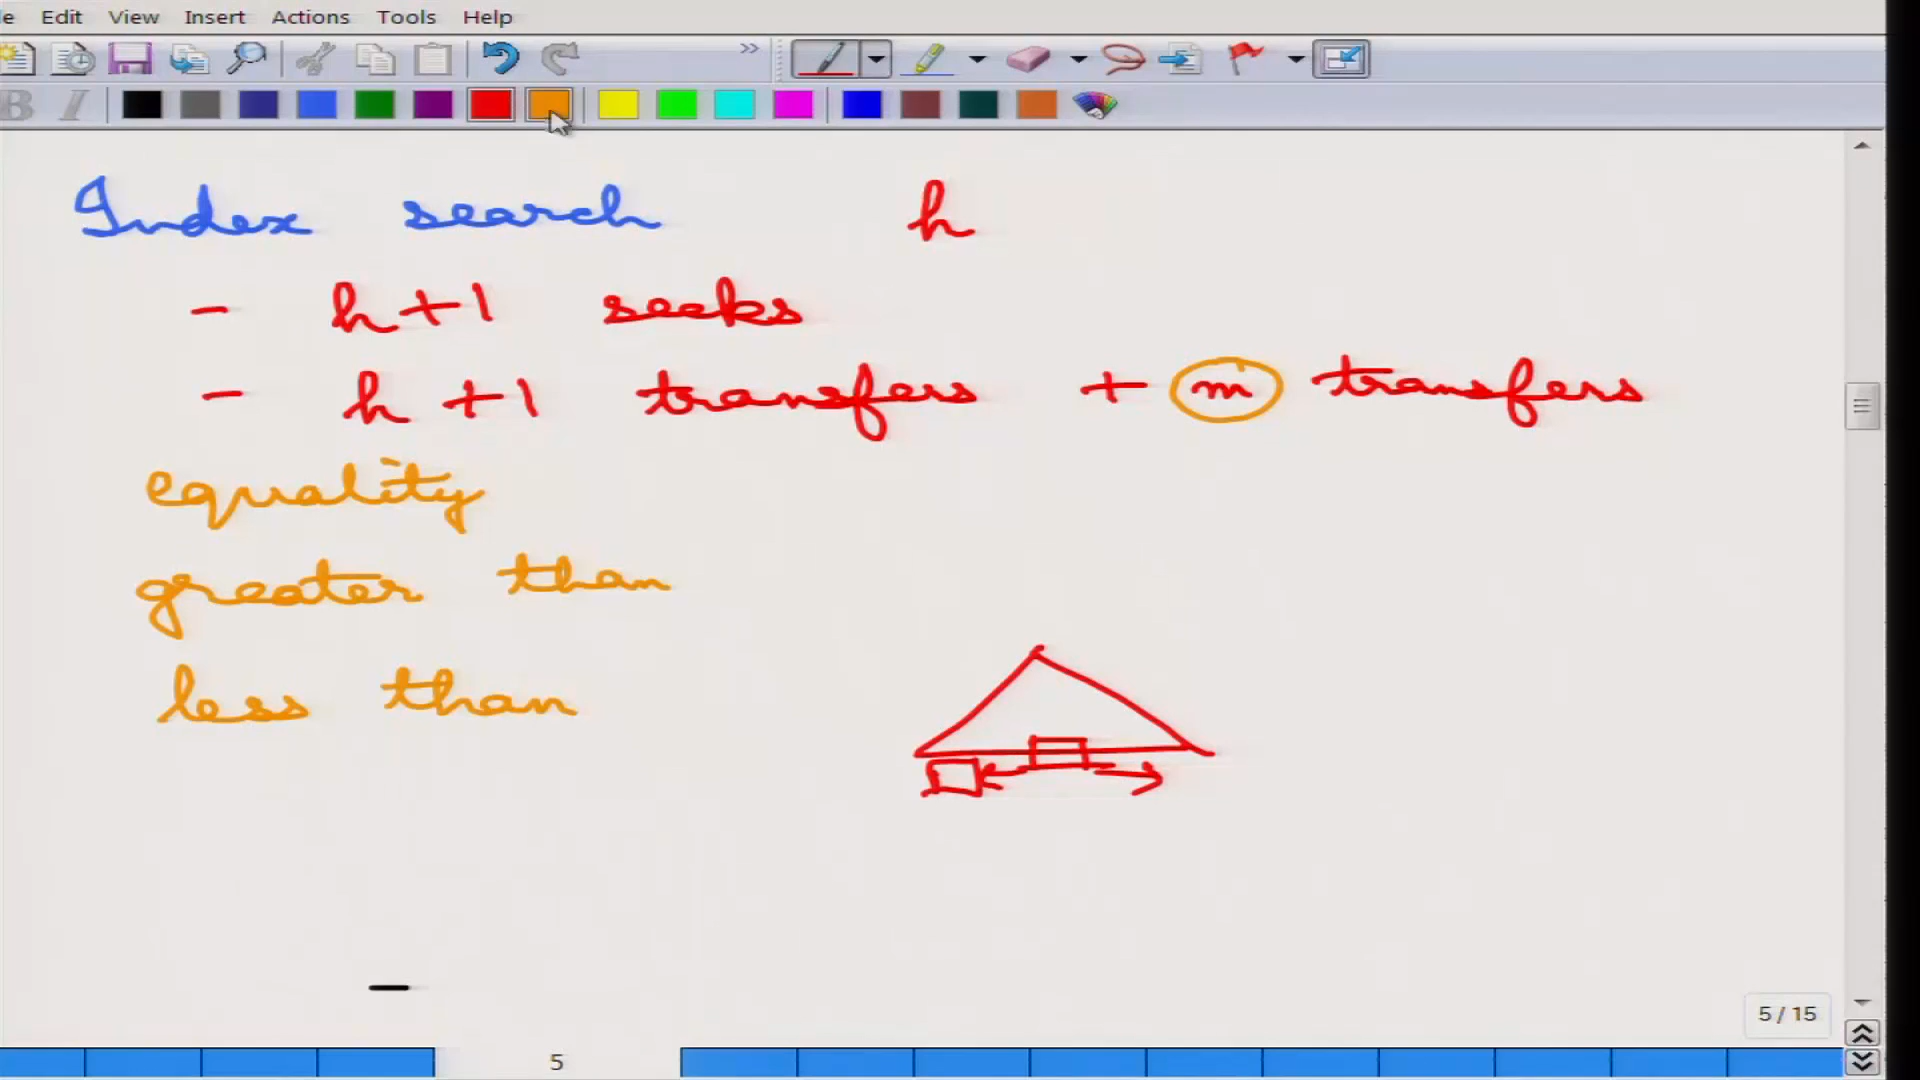 le Edit View Insert Actions Tools Help
B I
Index search h
- h+1 seeks
- h+1 transfers + m transfers
equality
greater than
less than
5 / 15
5